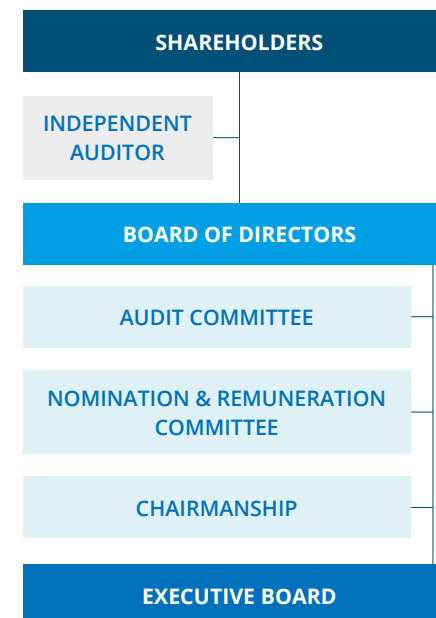 SHAREHOLDERS
INDEPENDENT
AUDITOR
BOARD OF DIRECTORS
AUDIT COMMITTEE
NOMINATION & REMUNERATION
COMMITTEE
CHAIRMANSHIP
EXECUTIVE BOARD